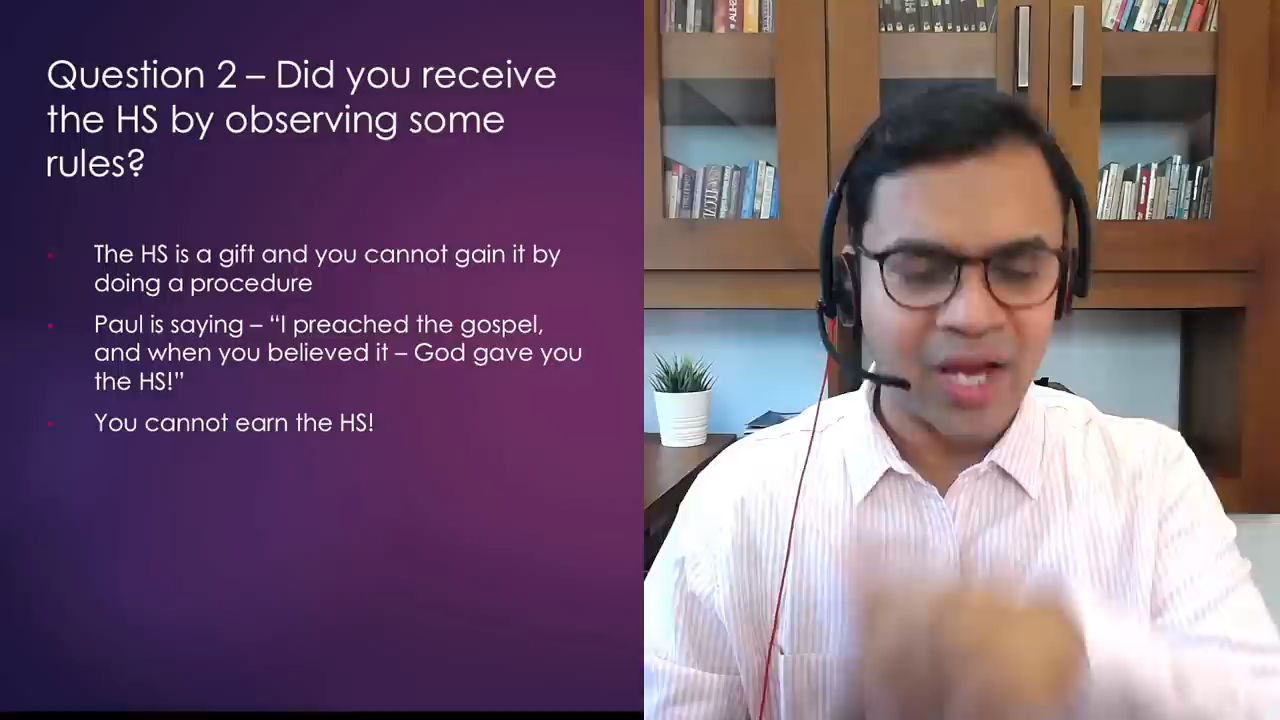 Question 2 – Did you receive
the HS by observing some
rules?
The HS is a gift and you cannot gain it by
doing a procedure
Paul is saying – “I preached the gospel,
and when you believed it – God gave you
the HS!”
You cannot earn the HS!